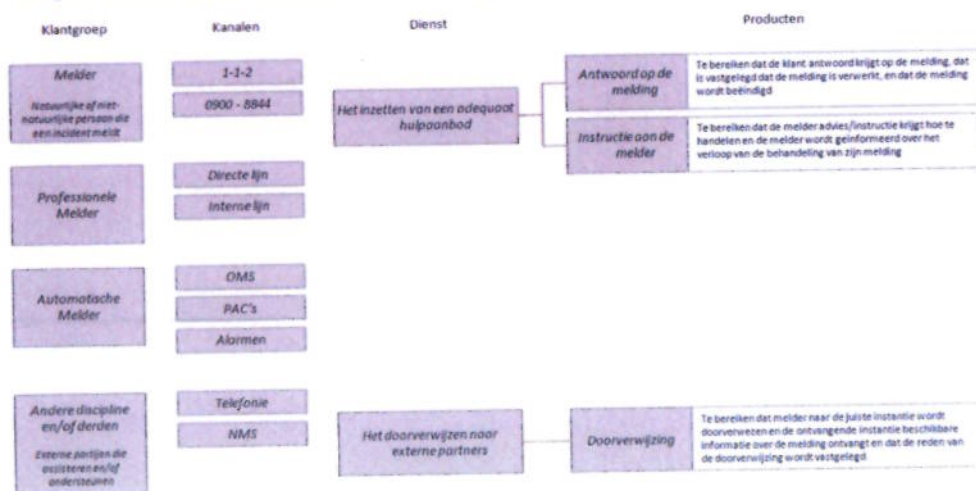 Klantgroep
Kanalen
Dienst
Producten
Melder
Natuurlijke of niet-
natuurlijke persoon die
een incident meldt
1-1-2
0900 - 8844
Het inzetten van een adequaat
hulpaanbod
Antwoord op de
melding
Te bereiken dat de klant antwoord krijgt op de melding, dat
is vastgelegd dat de melding is verwerkt, en dat de melding
wordt beëindigd
Instructie aan de
melder
Te bereiken dat de melder advies/instructie krijgt hoe te
handelen en de melder wordt geïnformeerd over het
verloop van de behandeling van zijn melding
Professionele
Melder
Directe lijn
Interne lijn
Automatische
Melder
OMS
PAC's
Alarmen
Andere discipline
en/of derden
Externe partijen die
assisteren en/of
ondersteunen
Telefonie
NMS
Het doorverwijzen naar
externe partners
Doorverwijzing
Te bereiken dat melder naar de juiste instantie wordt
doorverwezen en de ontvangende instantie beschikbare
informatie over de melding ontvangt en dat de reden van
de doorverwijzing wordt vastgelegd